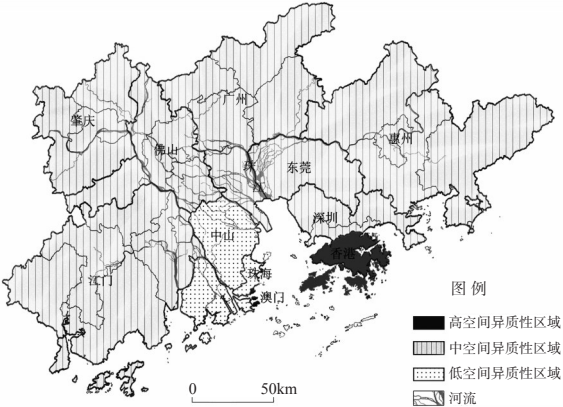 广州
肇庆
惠州
佛山
珠
江
东莞
深圳
中山
香港
珠海
江门
澳门
图例
高空间异质性区域
中空间异质性区域
低空间异质性区域
河流
0 50km